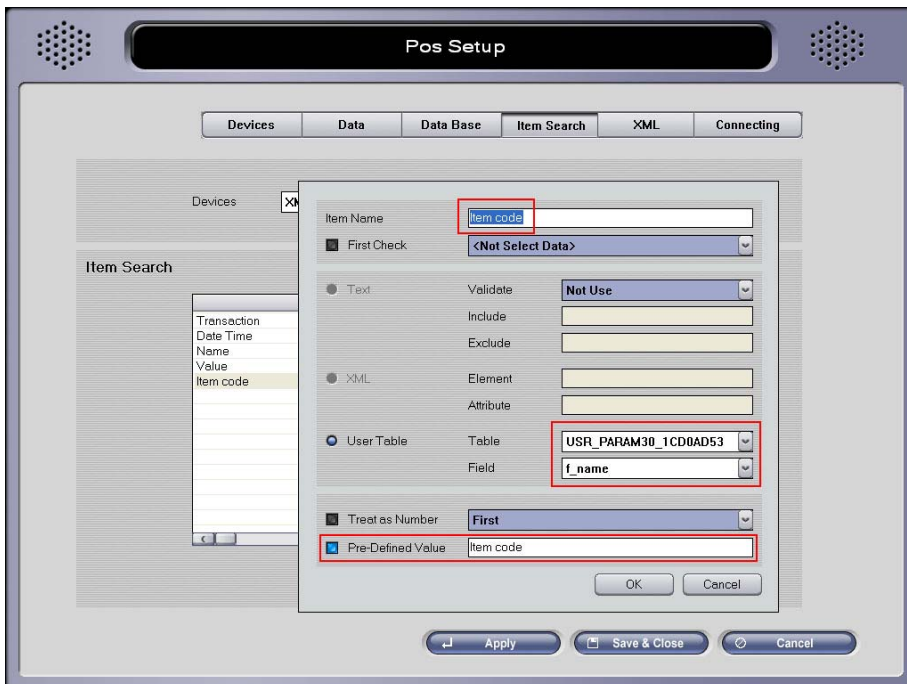 Pos Setup
Devices Data Data Base Item Search XML Connecting
Devices
Item Search
Transaction
Date Time
Name
Value
Item code
Item Name Item code
First Check <Not Select Data>
Text Validate Not Use
Include
Exclude
XML Element
Attribute
User Table Table USR_PARAM30_1CD0AD53
Field f_name
Treat as Number First
Pre-Defined Value Item code
OK Cancel
Apply Save & Close Cancel